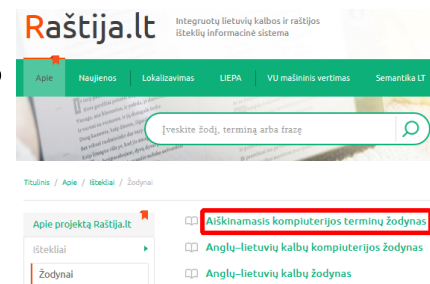 Raštija.lt
Integruotų lietuvių kalbos ir raštijos
išteklių informacinė sistema
Apie
Naujienos
Lokalizavimas
LIEPA
VU mašininis vertimas
Semantika LT
Įveskite žodį, terminą arba frazę
Titulinis / Apie / Ištekliai / Žodynai
Apie projektą Raštija.lt
Ištekliai
Žodynai
Aiškinamasis kompiuterijos terminų žodynas
Anglų–lietuvių kalbų kompiuterijos žodynas
Anglų–lietuvių kalbų žodynas